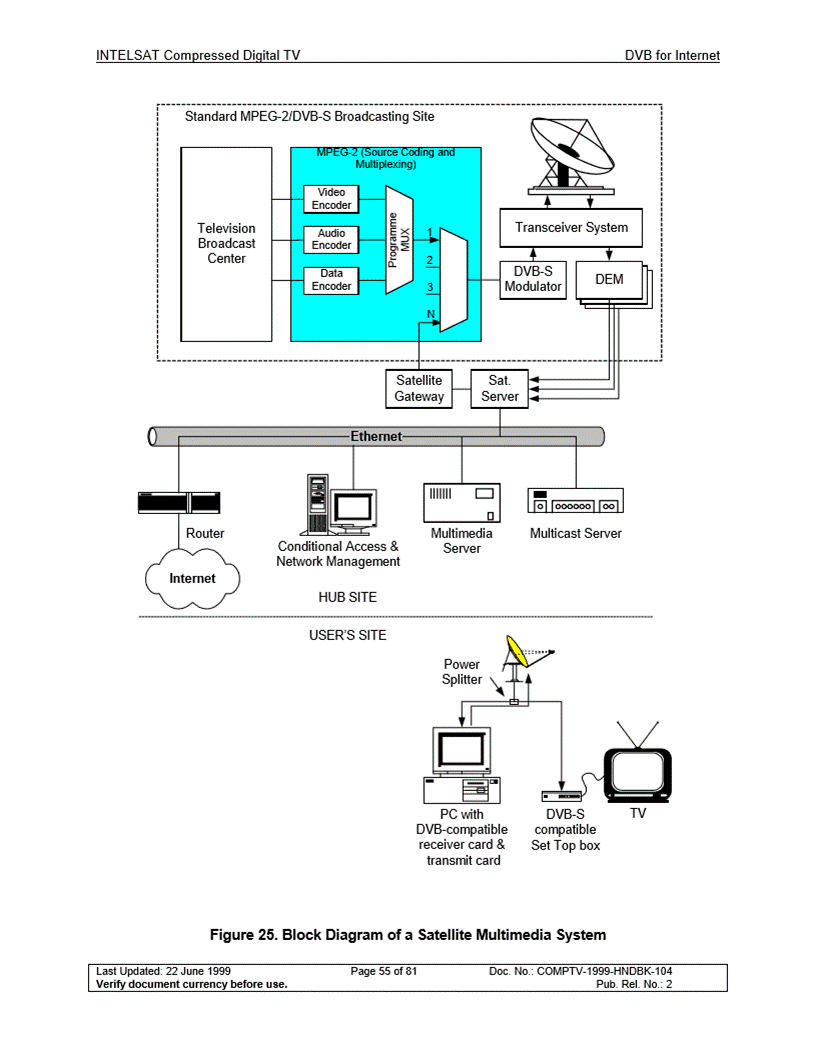 INTELSAT Compressed Digital TV DVB for Internet
Standard MPEG-2/DVB-S Broadcasting Site
MPEG-2 (Source Coding and
Multiplexing)
Television
Broadcast
Center
Video
Encoder
Audio
Encoder
Data
Encoder
Programme
MUX
1
2
3
N
Transceiver System
DVB-S
Modulator
DEM
Satellite
Gateway
Sat.
Server
Ethernet
Router
Internet
Conditional Access &
Network Management
Multimedia
Server
Multicast Server
HUB SITE
USER'S SITE
Power
Splitter
PC with
DVB-compatible
receiver card &
transmit card
DVB-S
compatible
Set Top box
TV
Figure 25. Block Diagram of a Satellite Multimedia System
Last Updated: 22 June 1999 Page 55 of 81 Doc. No.: COMPTV-1999-HNDBK-104
Verify document currency before use. Pub. Rel. No.: 2